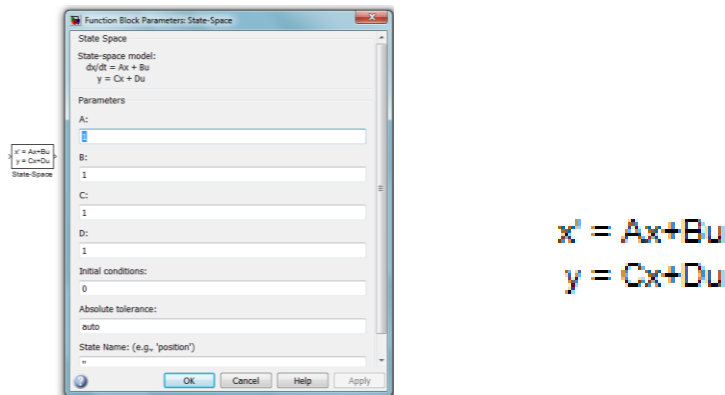 Function Block Parameters: State-Space
State Space
State-space model:
dx/dt = Ax + Bu
y = Cx + Du
Parameters
A:
1
B:
1
C:
1
D:
1
Initial conditions:
0
Absolute tolerance:
auto
State Name: (e.g., 'position')
''
OK Cancel Help Apply
x' = Ax+Bu
y = Cx+Du
State-Space
x' = Ax+Bu
y = Cx+Du